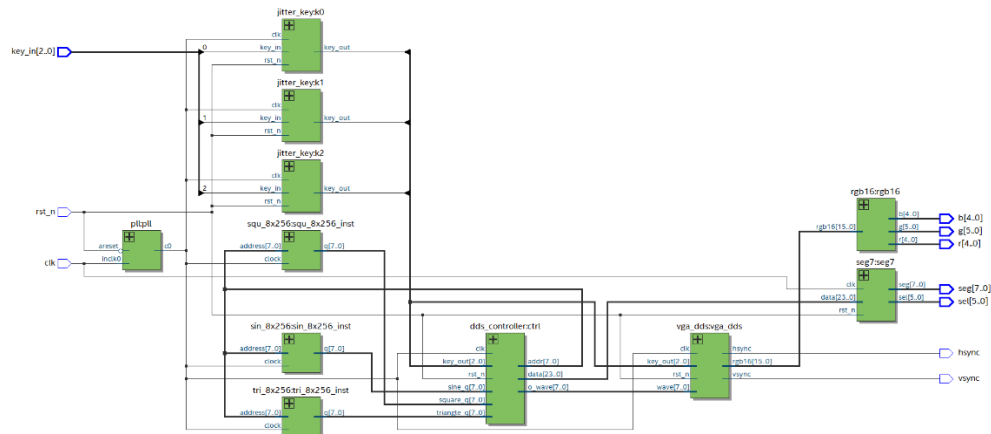 jitter_key:k0
clk
key_in[2..0]
0
key_in
key_out
rst_n
jitter_key:k1
clk
1
key_in
key_out
rst_n
jitter_key:k2
clk
2
key_in
key_out
rst_n
rgb16:rgb16
rst_n
pll:pll
squ_8x256:squ_8x256_inst
b[4..0]
b[4..0]
rgb16[15..0]
g[5..0]
g[5..0]
r[4..0]
r[4..0]
areset
c0
address[7..0]
q[7..0]
clk
inclk0
clock
seg7:seg7
clk
seg[7..0]
seg[7..0]
data[23..0]
sel[5..0]
sel[5..0]
rst_n
sin_8x256:sin_8x256_inst
dds_controller:ctrl
vga_dds:vga_dds
address[7..0]
q[7..0]
clk
clk
hsync
hsync
clock
key_out[2..0]
addr[7..0]
key_out[2..0]
rgb16[15..0]
rst_n
data[23..0]
rst_n
vsync
vsync
tri_8x256:tri_8x256_inst
sine_q[7..0]
o_wave[7..0]
wave[7..0]
square_q[7..0]
address[7..0]
q[7..0]
triangle_q[7..0]
clock